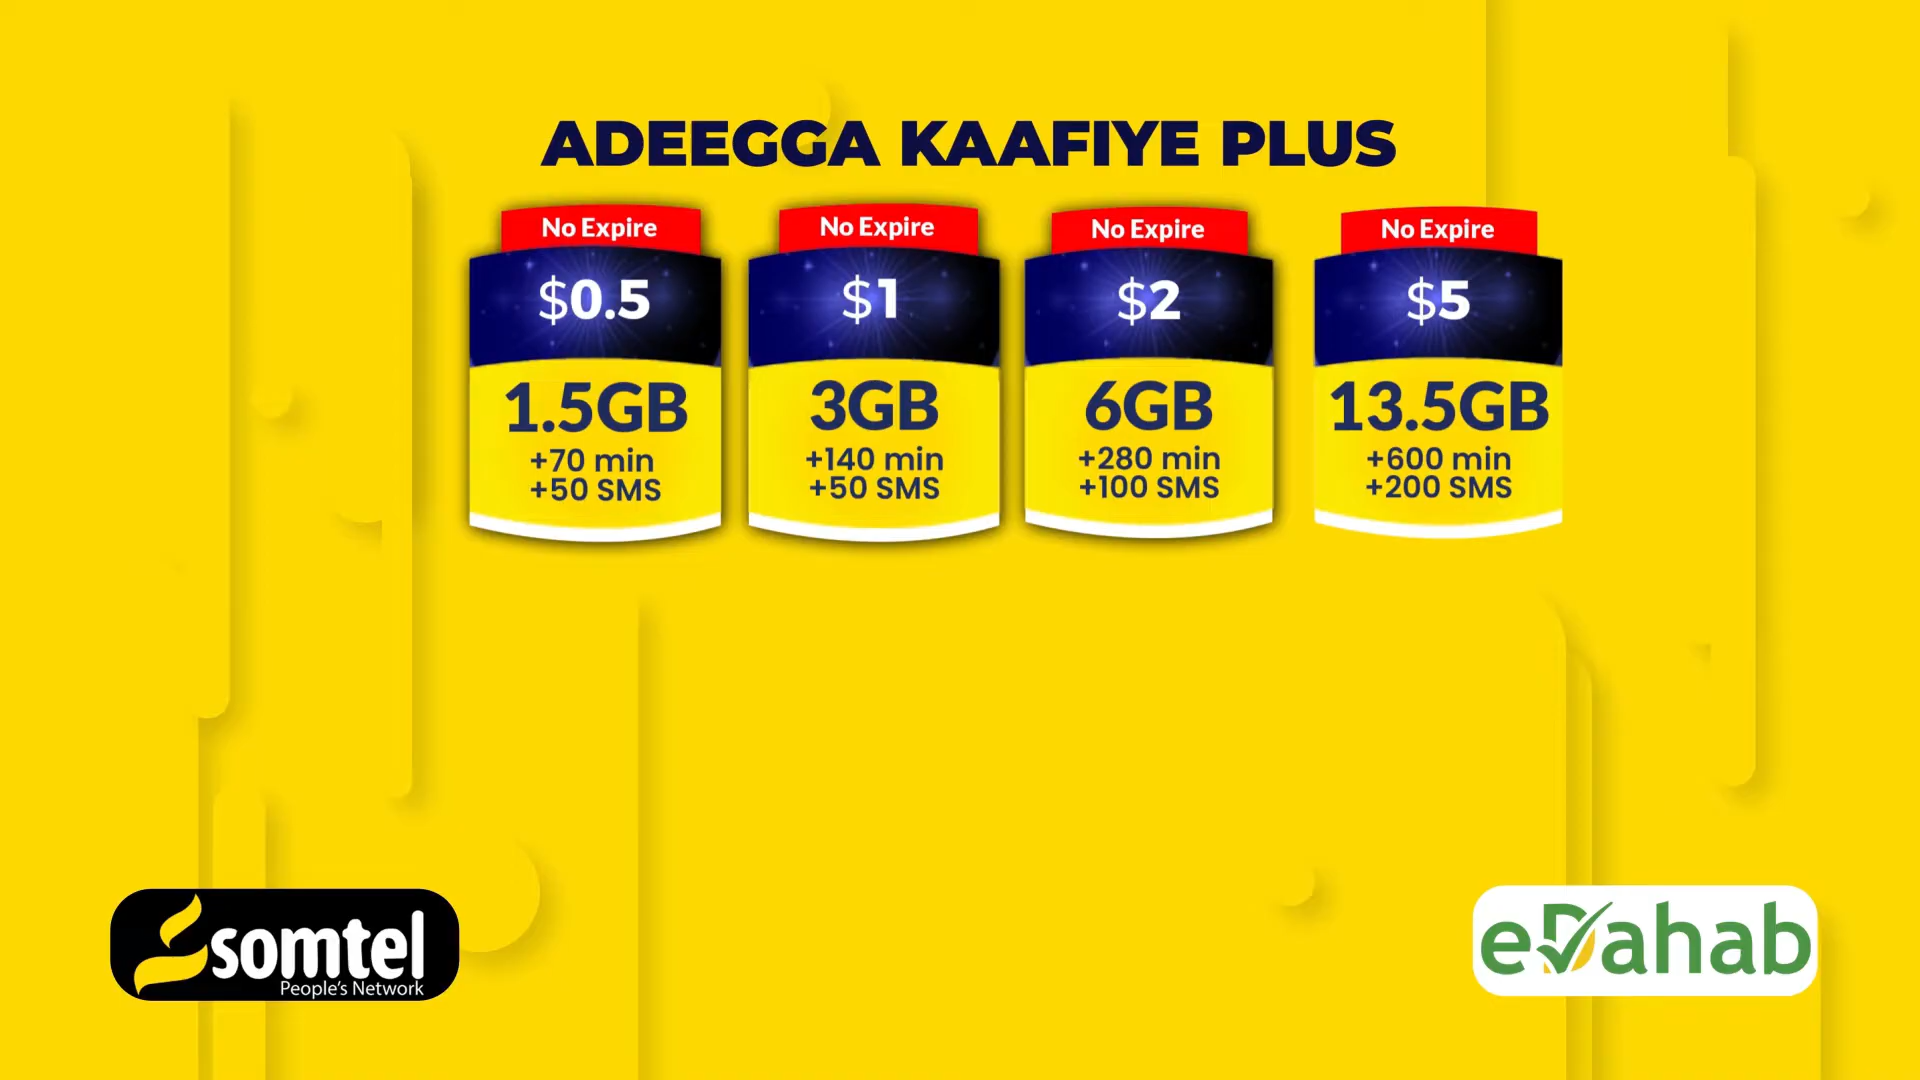 ADEEGGA KAAFIYE PLUS
No Expire
$0.5
1.5GB
+70 min
+50 SMS
No Expire
$1
3GB
+140 min
+50 SMS
No Expire
$2
6GB
+280 min
+100 SMS
No Expire
$5
13.5GB
+600 min
+200 SMS
somtel
People's Network
eDahab